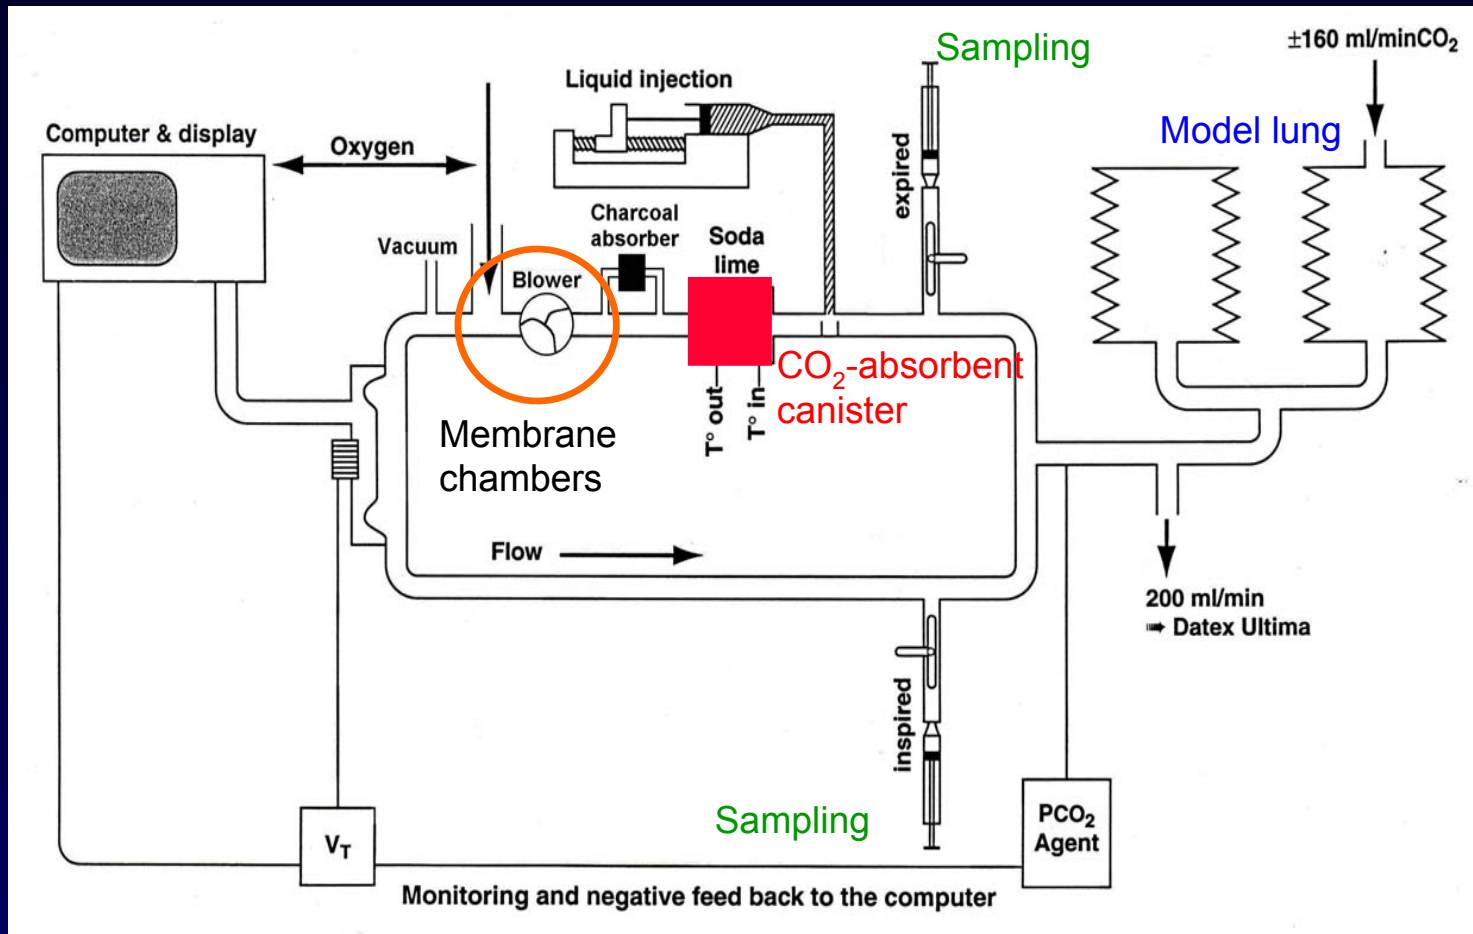 Sampling
±160 ml/minCO₂
Liquid injection
Computer & display
Oxygen
Model lung
expired
Charcoal
absorber
Soda
lime
Vacuum
Blower
CO₂-absorbent
canister
T° out
T° in
Membrane
chambers
Flow
200 ml/min
➠ Datex Ultima
inspired
Sampling
PCO₂
Agent
V_T
Monitoring and negative feed back to the computer